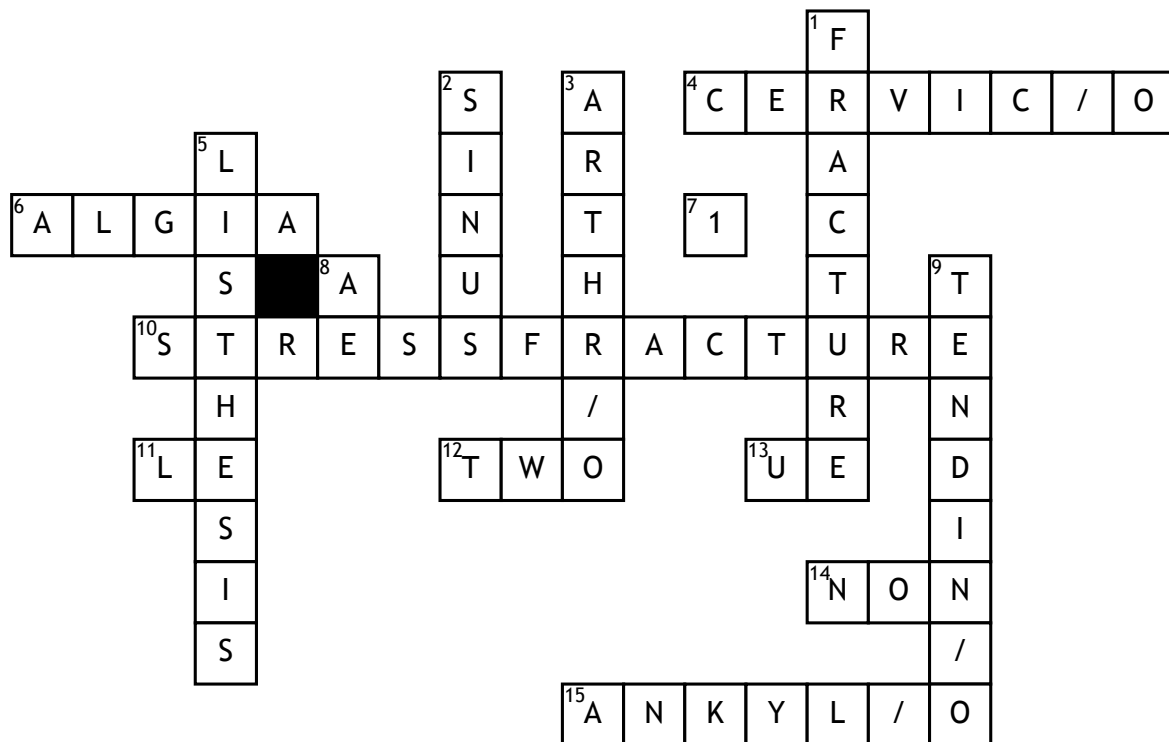 1 F
2 S 3 A 4 C E R V I C / O
5 L I R A
6 A L G I A N T 7 1 C
S 8 A U H T 9 T
10 S T R E S S F R A C T U R E
H / R N
11 L E 12 T W O 13 U E D
S I
I 14 N O N
S /
15 A N K Y L / O